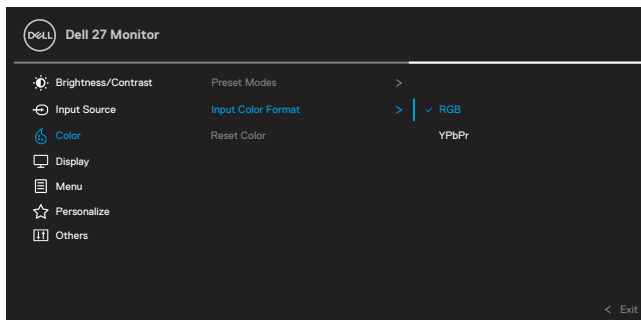 DELL Dell 27 Monitor
Brightness/Contrast Preset Modes >
Input Source Input Color Format > ✓ RGB
Color Reset Color YPbPr
Display
Menu
Personalize
Others
< Exit